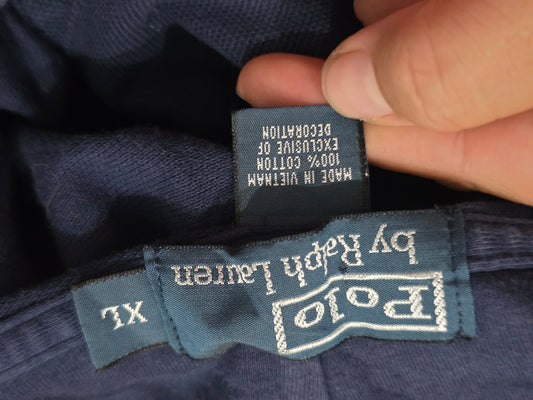 Polo
by Ralph Lauren
XL
MADE IN VIETNAM
100% COTTON
EXCLUSIVE OF
DECORATION